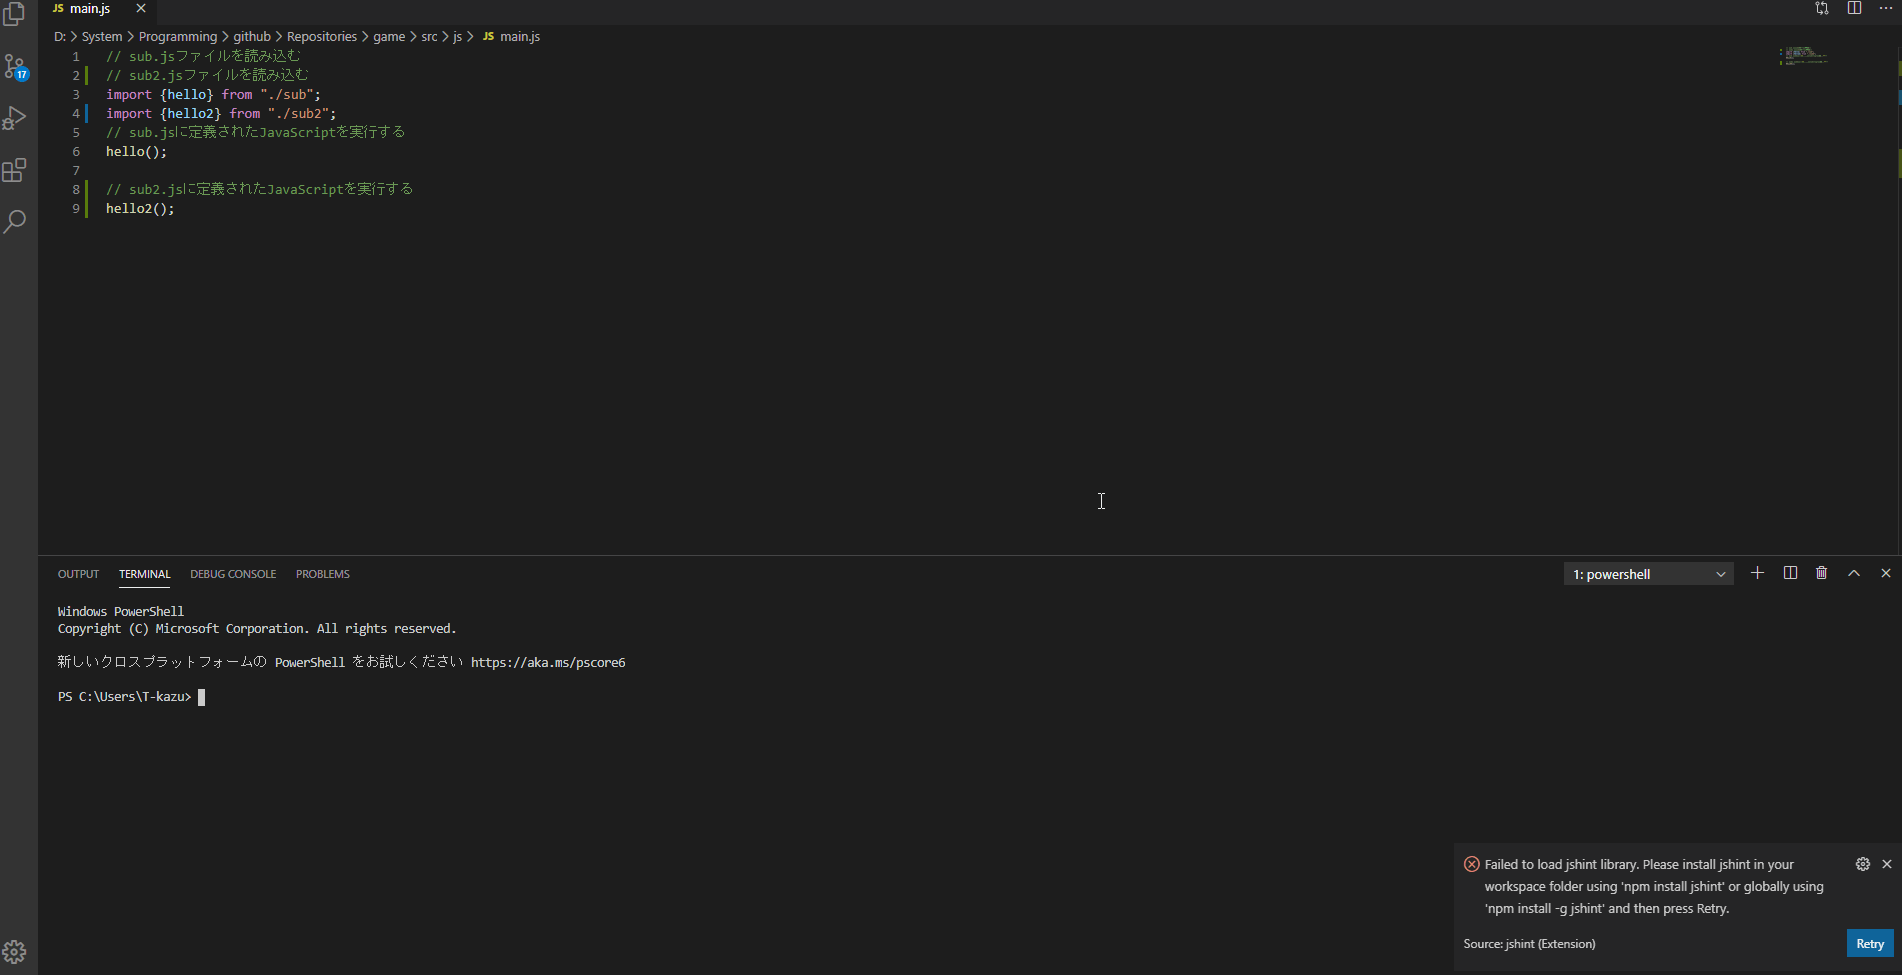 JS main.js
D: > System > Programming > github > Repositories > game > src > js > JS main.js
1 // sub.jsファイルを読み込む
2 // sub2.jsファイルを読み込む
3 import {hello} from "./sub";
4 import {hello2} from "./sub2";
5 // sub.jsに定義されたJavaScriptを実行する
6 hello();
7
8 // sub2.jsに定義されたJavaScriptを実行する
9 hello2();
17
OUTPUT TERMINAL DEBUG CONSOLE PROBLEMS
1: powershell
Windows PowerShell
Copyright (C) Microsoft Corporation. All rights reserved.
新しいクロスプラットフォームの PowerShell をお試しください https://aka.ms/pscore6
PS C:\Users\T-kazu>
Failed to load jshint library. Please install jshint in your
workspace folder using 'npm install jshint' or globally using
'npm install -g jshint' and then press Retry.
Source: jshint (Extension)
Retry